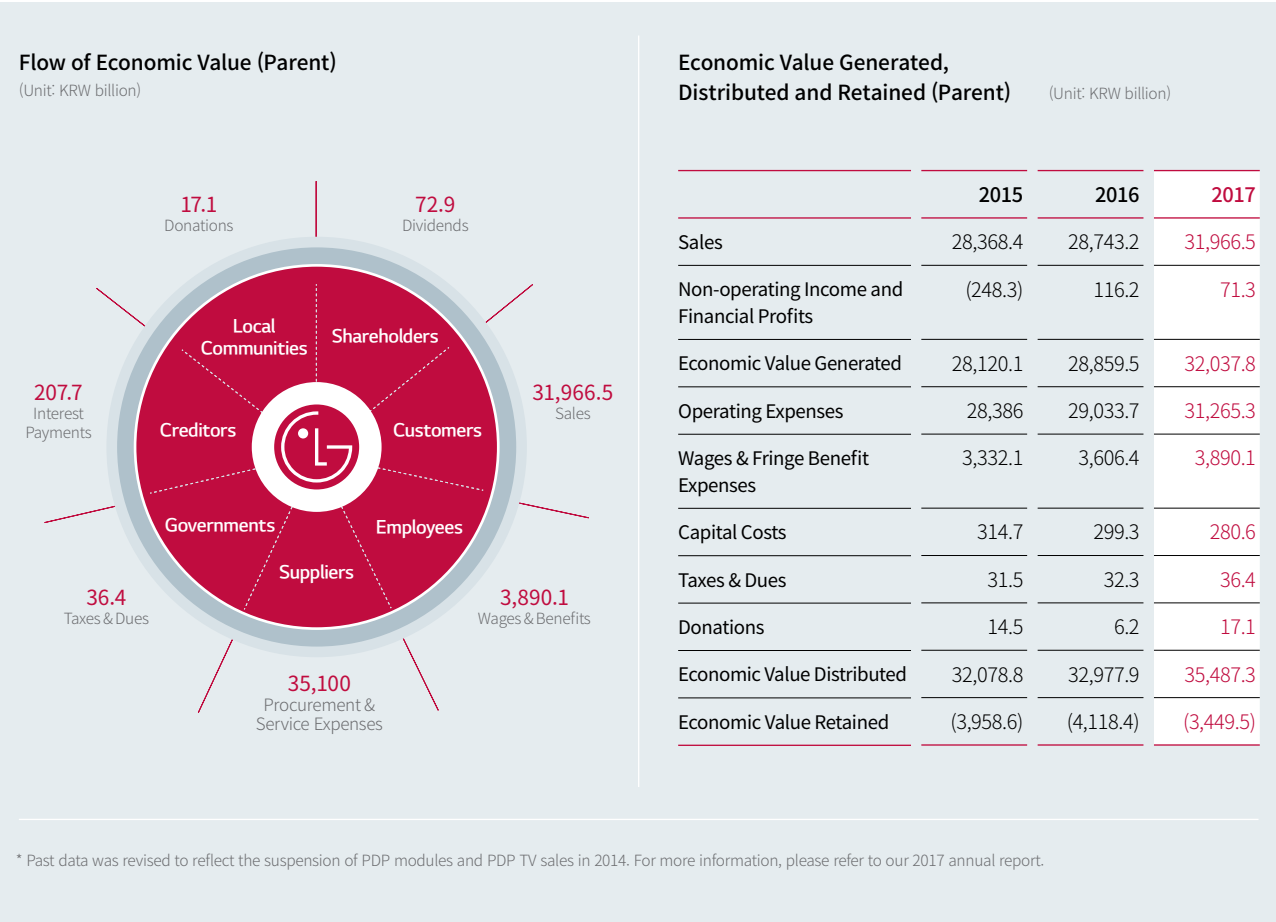 Flow of Economic Value (Parent)
(Unit: KRW billion)
17.1
Donations
72.9
Dividends
207.7
Interest
Payments
31,966.5
Sales
36.4
Taxes & Dues
3,890.1
Wages & Benefits
35,100
Procurement &
Service Expenses
Local
Communities
Shareholders
Creditors
Customers
Governments
Employees
Suppliers
LG
Economic Value Generated,
Distributed and Retained (Parent) (Unit: KRW billion)
2015 2016 2017
Sales 28,368.4 28,743.2 31,966.5
Non-operating Income and
Financial Profits (248.3) 116.2 71.3
Economic Value Generated 28,120.1 28,859.5 32,037.8
Operating Expenses 28,386 29,033.7 31,265.3
Wages & Fringe Benefit
Expenses 3,332.1 3,606.4 3,890.1
Capital Costs 314.7 299.3 280.6
Taxes & Dues 31.5 32.3 36.4
Donations 14.5 6.2 17.1
Economic Value Distributed 32,078.8 32,977.9 35,487.3
Economic Value Retained (3,958.6) (4,118.4) (3,449.5)
* Past data was revised to reflect the suspension of PDP modules and PDP TV sales in 2014. For more information, please refer to our 2017 annual report.